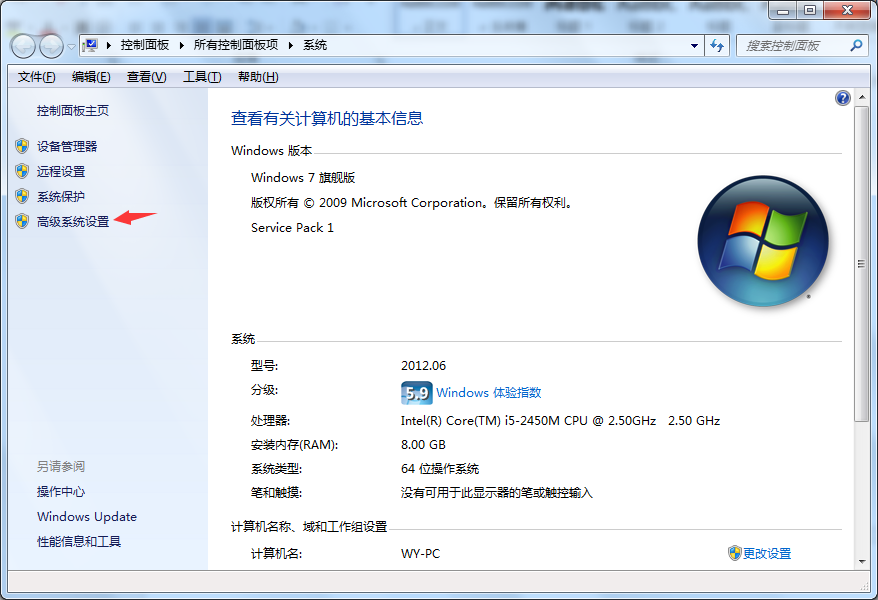 控制面板 ▸ 所有控制面板项 ▸ 系统
搜索控制面板
文件(F) 编辑(E) 查看(V) 工具(T) 帮助(H)
控制面板主页
设备管理器
远程设置
系统保护
高级系统设置
另请参阅
操作中心
Windows Update
性能信息和工具
查看有关计算机的基本信息
Windows 版本
Windows 7 旗舰版
版权所有 © 2009 Microsoft Corporation。保留所有权利。
Service Pack 1
系统
型号: 2012.06
分级: 5.9 Windows 体验指数
处理器: Intel(R) Core(TM) i5-2450M CPU @ 2.50GHz 2.50 GHz
安装内存(RAM): 8.00 GB
系统类型: 64 位操作系统
笔和触摸: 没有可用于此显示器的笔或触控输入
计算机名称、域和工作组设置
计算机名: WY-PC 更改设置